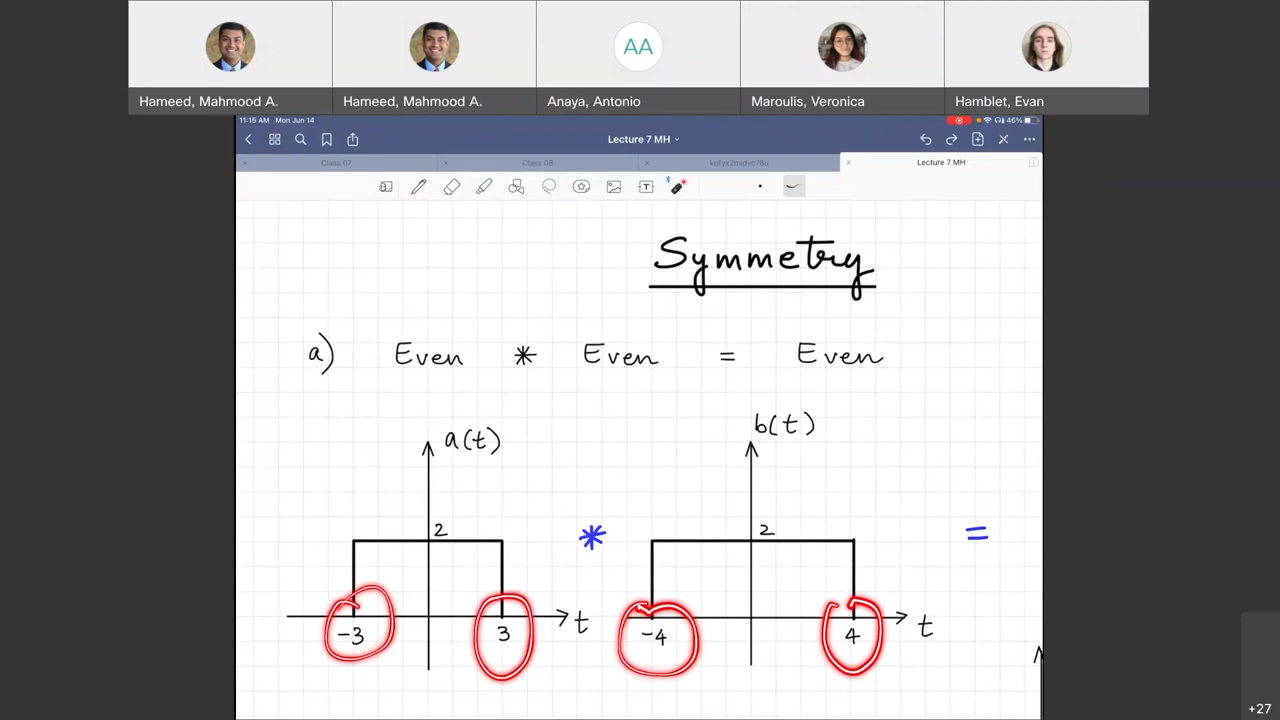 AA
Hameed, Mahmood A.
Hameed, Mahmood A.
Anaya, Antonio
Maroulis, Veronica
Hamblet, Evan
11:15 AM Mon Jun 14
46%
Lecture 7 MH
Class 07
Class 08
Lecture 7 MH
T
Symmetry
a) Even * Even = Even
a(t)
b(t)
2
2
*
=
-3
3
t
-4
4
t
+27